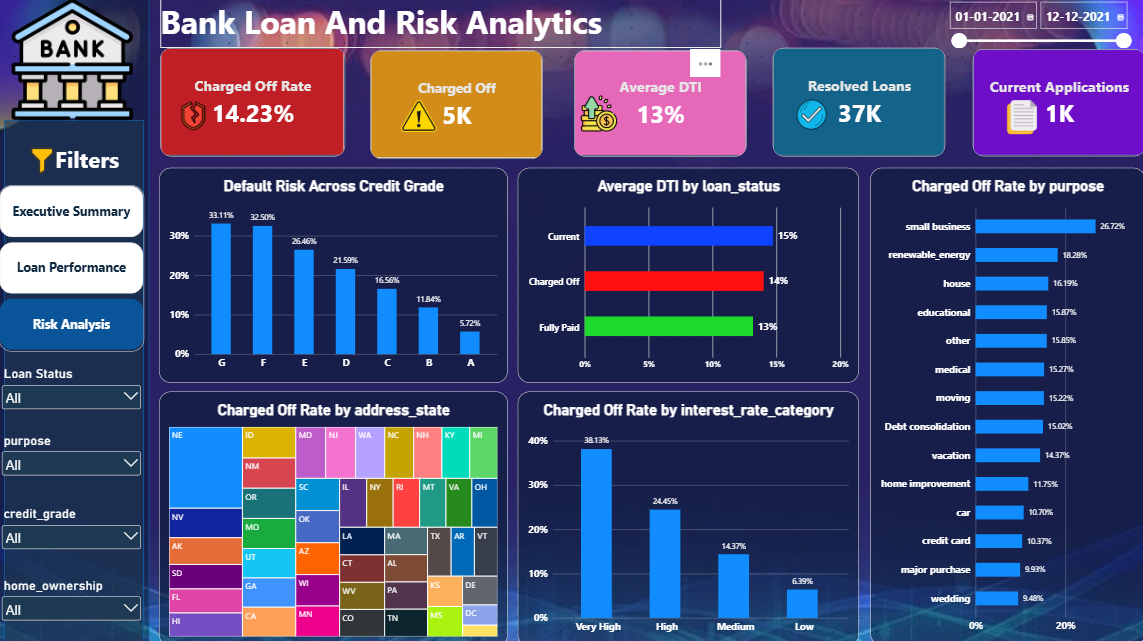 BANK
Bank Loan And Risk Analytics
01-01-2021
12-12-2021
Charged Off Rate
14.23%
Charged Off
5K
Average DTI
13%
Resolved Loans
37K
Current Applications
1K
Filters
Executive Summary
Loan Performance
Risk Analysis
Loan Status
All
purpose
All
credit_grade
All
home_ownership
All
Default Risk Across Credit Grade
30%
20%
10%
0%
33.11%
32.50%
26.46%
21.59%
16.56%
11.84%
5.72%
G F E D C B A
Average DTI by loan_status
Current 15%
Charged Off 14%
Fully Paid 13%
0% 5% 10% 15% 20%
Charged Off Rate by purpose
small business 26.72%
renewable_energy 18.28%
house 16.19%
educational 15.87%
other 15.85%
medical 15.27%
moving 15.22%
Debt consolidation 15.02%
vacation 14.37%
home improvement 11.75%
car 10.70%
credit card 10.37%
major purchase 9.93%
wedding 9.48%
0% 20%
Charged Off Rate by address_state
NE
NV
AK
SD
FL
HI
ID
NM
OR
MO
UT
GA
CA
MD
NJ
WA
NC
NH
KY
MI
SC
OK
AZ
WI
MN
IL
NY
RI
MT
VA
OH
LA
CT
WV
CO
MA
AL
PA
TN
TX
AR
VT
KS
MS
DE
DC
Charged Off Rate by interest_rate_category
40%
30%
20%
10%
0%
38.13%
24.45%
14.37%
6.39%
Very High High Medium Low